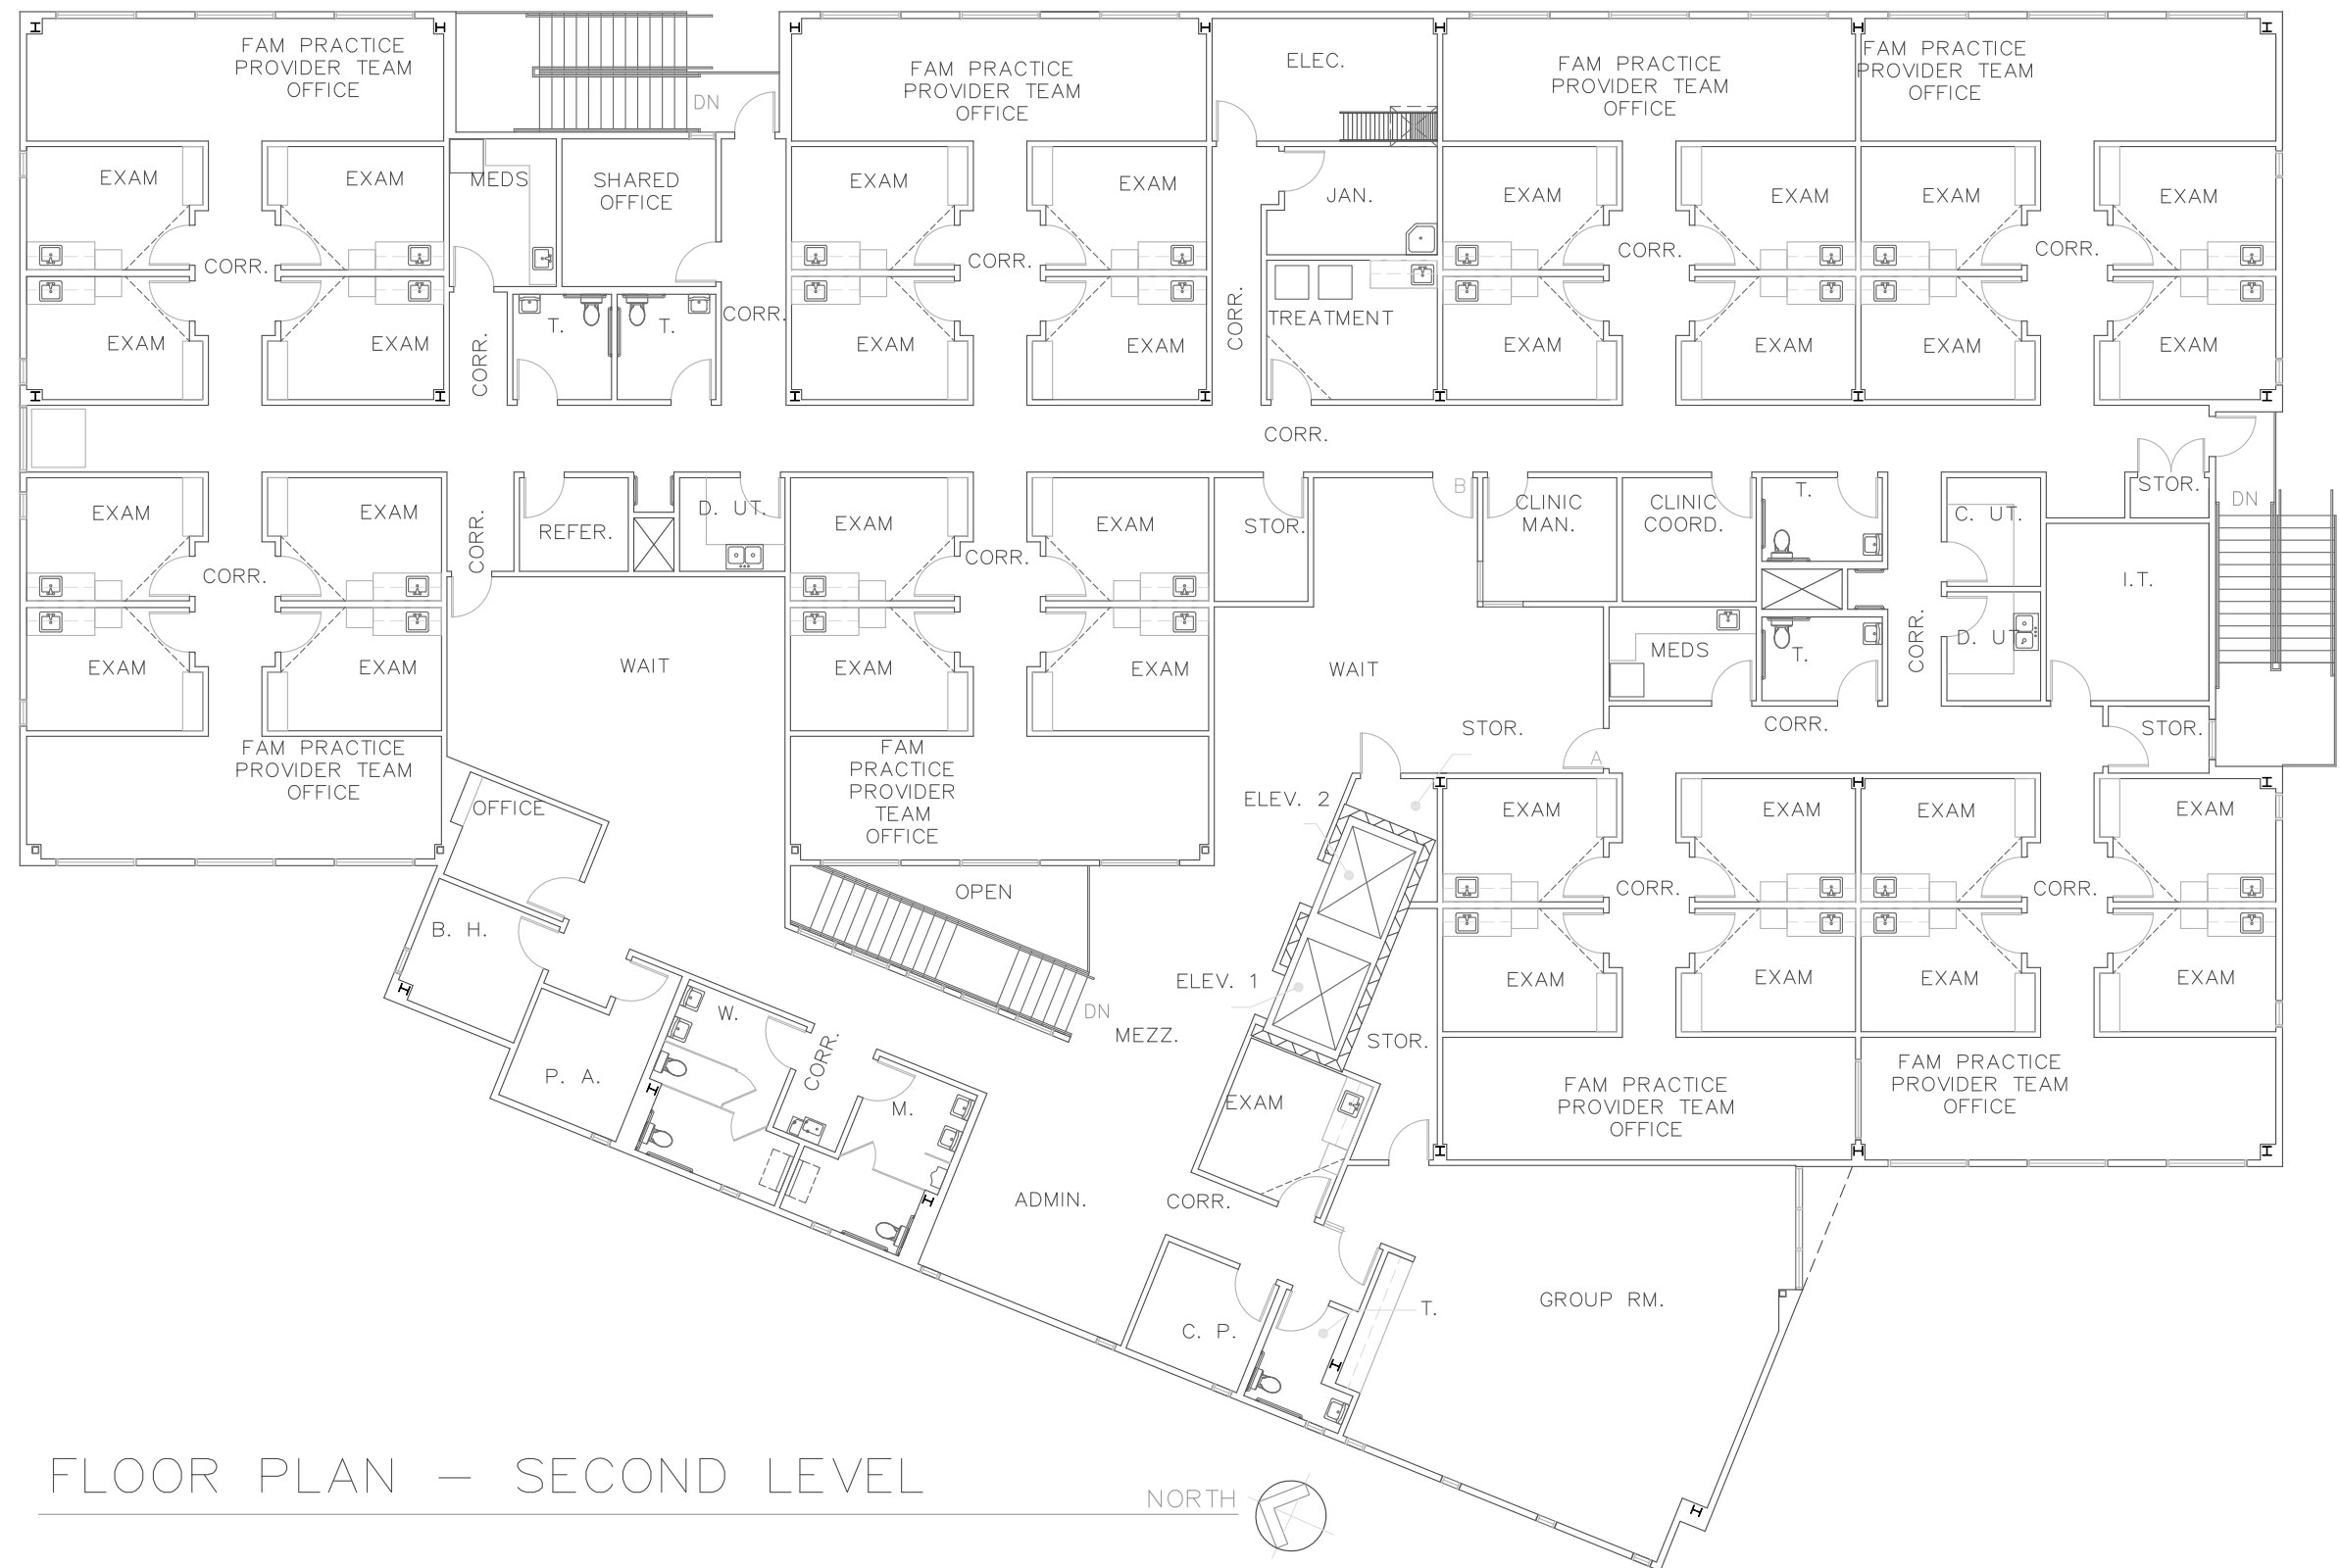 FAM PRACTICE
PROVIDER TEAM
OFFICE
DN
FAM PRACTICE
PROVIDER TEAM
OFFICE
ELEC.
FAM PRACTICE
PROVIDER TEAM
OFFICE
FAM PRACTICE
PROVIDER TEAM
OFFICE
EXAM
EXAM
MEDS
SHARED
OFFICE
EXAM
EXAM
JAN.
EXAM
EXAM
EXAM
EXAM
CORR.
CORR.
CORR.
CORR.
EXAM
EXAM
CORR.
T.
T.
CORR.
EXAM
EXAM
CORR.
TREATMENT
EXAM
EXAM
EXAM
EXAM
CORR.
EXAM
EXAM
CORR.
REFER.
D. UT.
EXAM
EXAM
STOR.
B
CLINIC
MAN.
CLINIC
COORD.
T.
C. UT.
STOR.
DN
CORR.
CORR.
I.T.
EXAM
EXAM
WAIT
EXAM
EXAM
WAIT
MEDS
T.
CORR.
D. UT
FAM PRACTICE
PROVIDER TEAM
OFFICE
FAM
PRACTICE
PROVIDER
TEAM
OFFICE
STOR.
A
CORR.
STOR.
OFFICE
ELEV. 2
EXAM
EXAM
EXAM
EXAM
B. H.
OPEN
CORR.
CORR.
ELEV. 1
EXAM
EXAM
EXAM
EXAM
W.
DN
MEZZ.
STOR.
P. A.
CORR.
M.
EXAM
FAM PRACTICE
PROVIDER TEAM
OFFICE
FAM PRACTICE
PROVIDER TEAM
OFFICE
ADMIN.
CORR.
C. P.
T.
GROUP RM.
FLOOR PLAN – SECOND LEVEL
NORTH